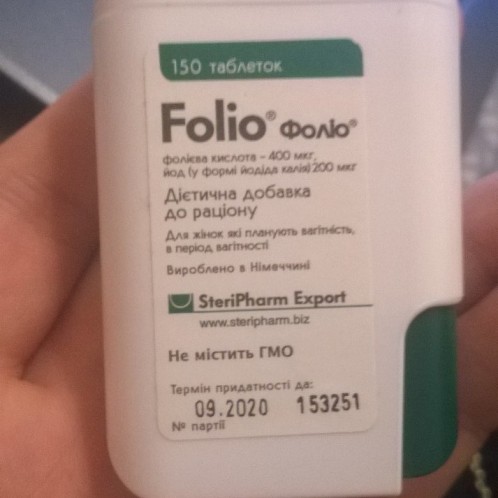 150 таблеток
Folio® Фоліо®
фолієва кислота – 400 мкг,
йод (у формі йодіда калія) 200 мкг
Дієтична добавка
до раціону
Для жінок які планують вагітність,
в період вагітності
Вироблено в Німеччині
SteriPharm Export
www.steripharm.biz
Не містить ГМО
Термін придатності до:
09.2020 153251
№ партії